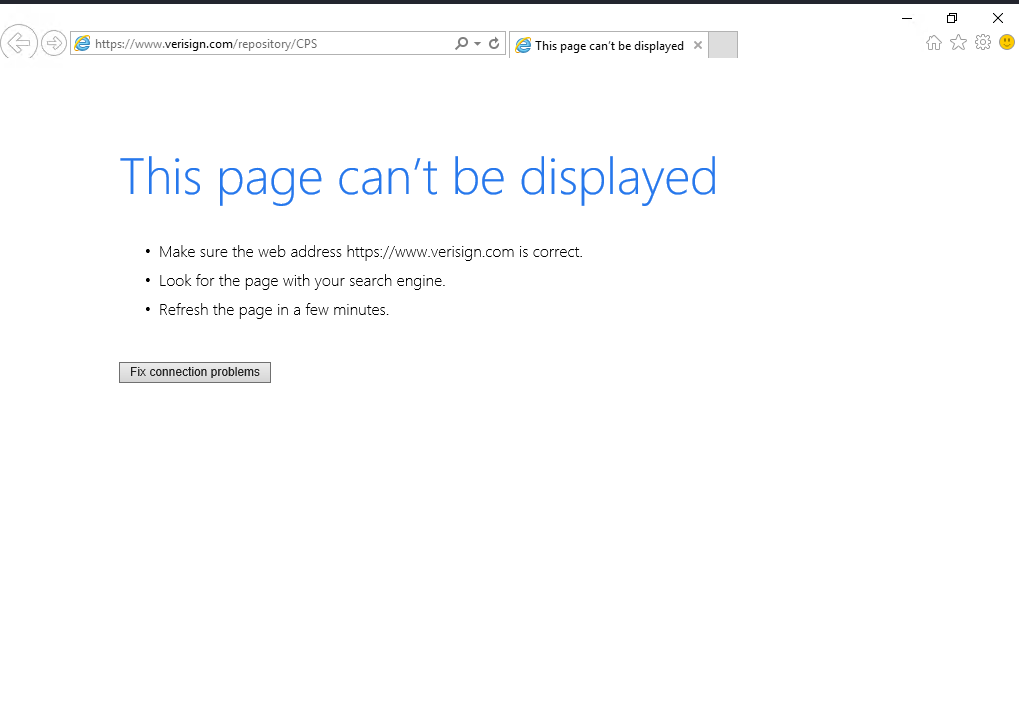 https://www.verisign.com/repository/CPS
This page can't be displayed
This page can't be displayed
• Make sure the web address https://www.verisign.com is correct.
• Look for the page with your search engine.
• Refresh the page in a few minutes.
Fix connection problems